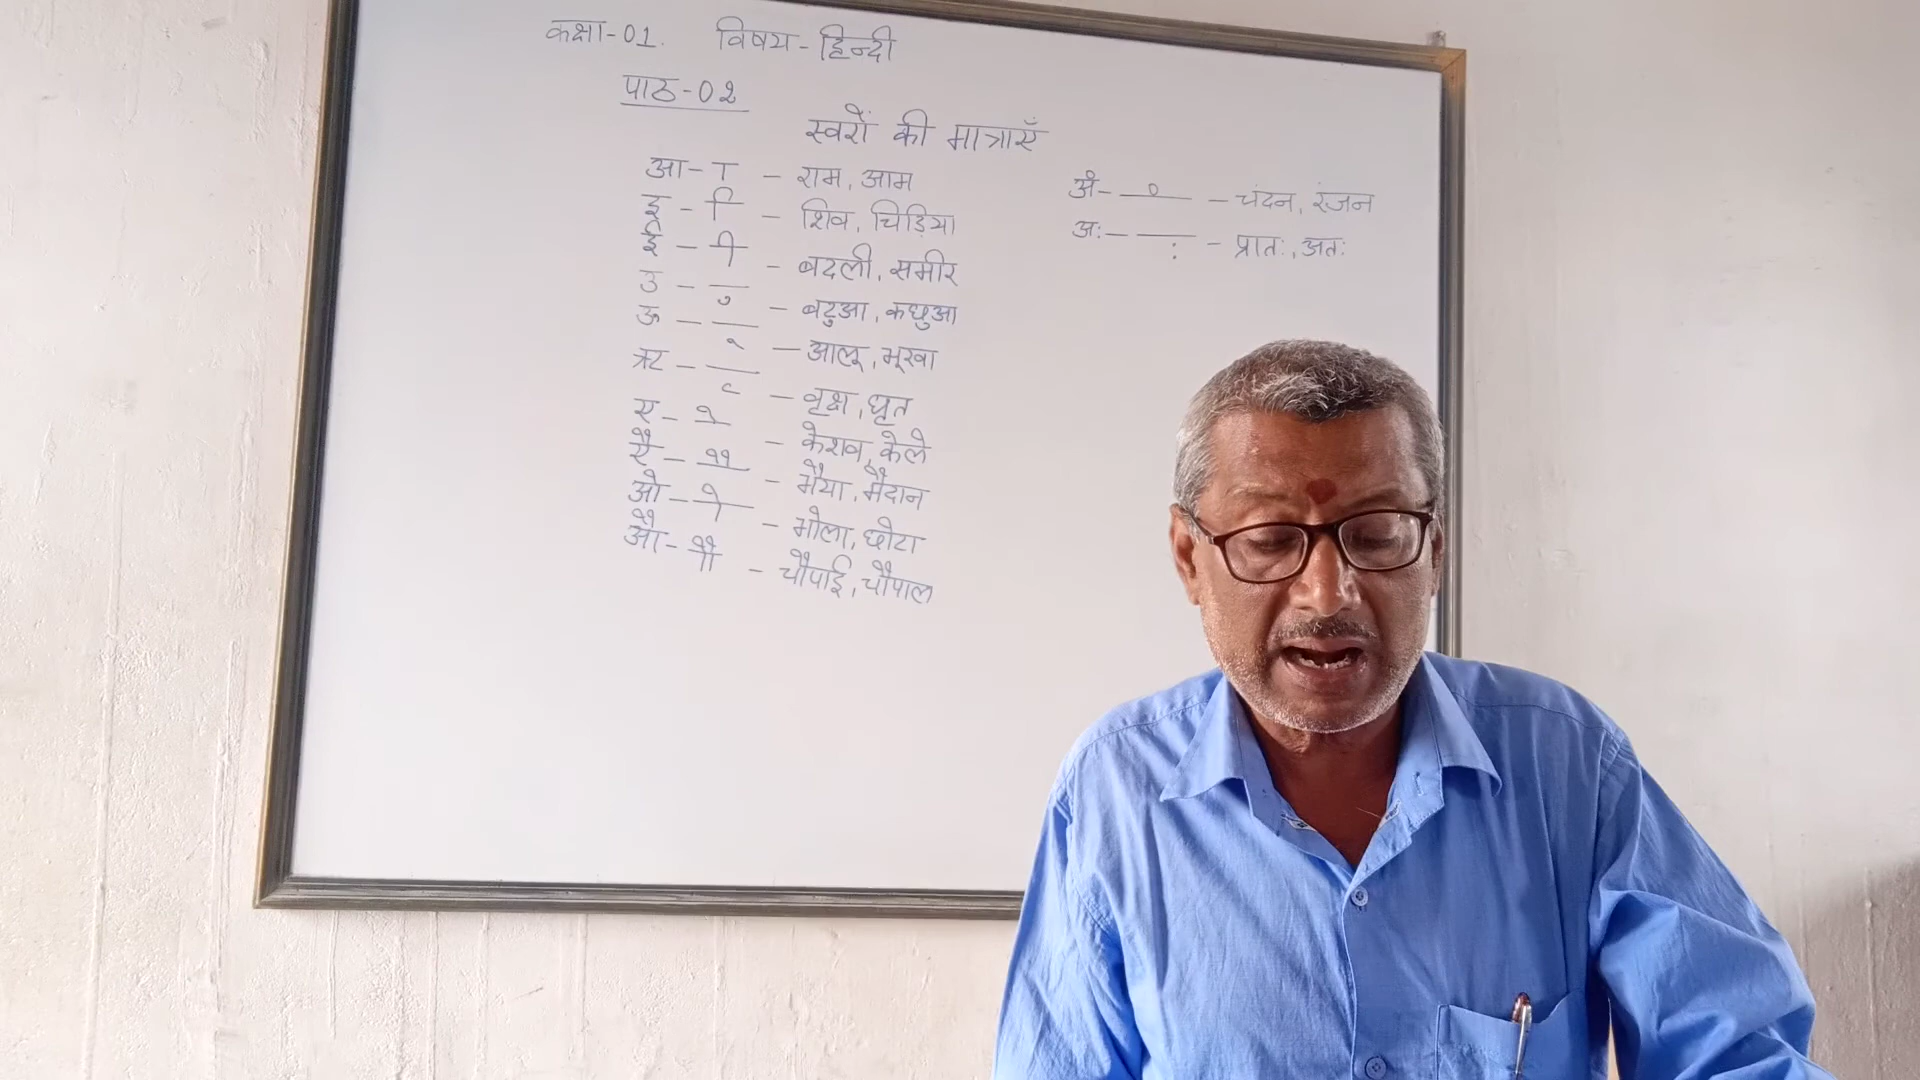 कक्षा-01. विषय-हिन्दी
पाठ-02
स्वरों की मात्राएँ
आ- ा - राम, आम
इ - ि - शिव, चिड़िया
ई - ी - बदली, समीर
उ - ु - बटुआ, कछुआ
ऊ - ू - आलू, भूखा
ऋ - ृ - वृक्ष, घृत
ए - े - केशव, केले
ऐ - ै - मैया, मैदान
ओ - ो - भोला, छोटा
औ - ौ - चौपाई, चौपाल
अं - ं - चंदन, रंजन
अः - ः - प्रातः, अतः